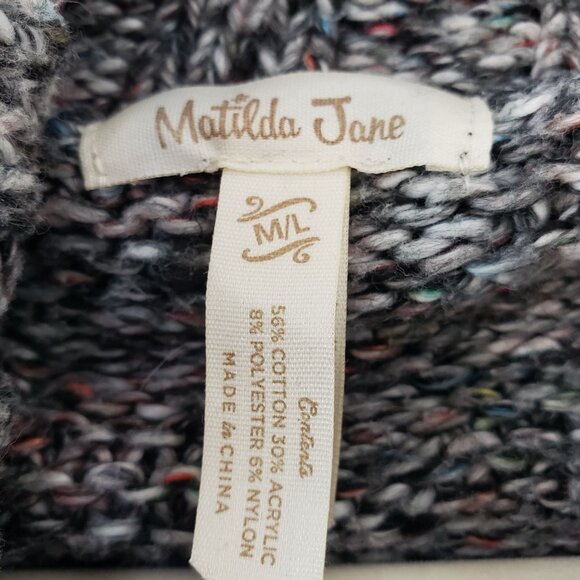 Matilda Jane
M/L
Contents
56% COTTON 30% ACRYLIC
8% POLYESTER 6% NYLON
MADE in CHINA